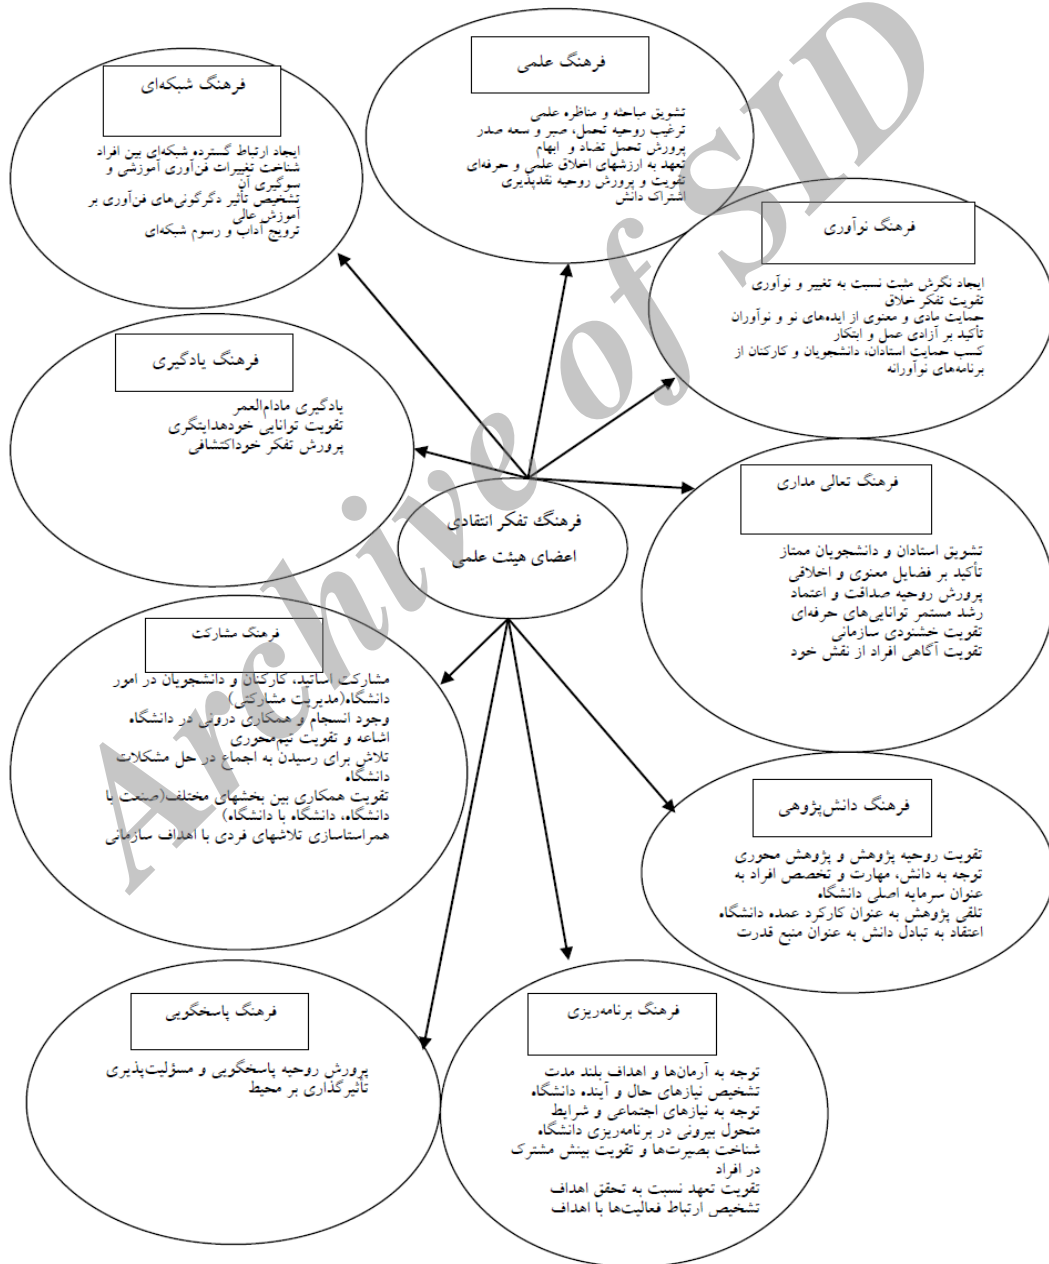 فرهنگ علمی
تشویق مباحثه و مناظره علمی
ترغیب روحیه تحمل، صبر و سعه صدر
پرورش تحمل تضاد و ابهام
تعهد به ارزشهای اخلاق علمی و حرفه‌ای
تقویت و پرورش روحیه نقدپذیری
اشتراک دانش
فرهنگ شبکه‌ای
ایجاد ارتباط گسترده شبکه‌ای بین افراد
شناخت تغییرات فن‌آوری آموزشی و
سوگیری آن
تشخیص تأثیر دگرگونی‌های فن‌آوری بر
آموزش عالی
ترویج آداب و رسوم شبکه‌ای
فرهنگ نوآوری
ایجاد نگرش مثبت نسبت به تغییر و نوآوری
تقویت تفکر خلاق
حمایت مادی و معنوی از ایده‌های نو و نوآوران
تأکید بر آزادی عمل و ابتکار
کسب حمایت استادان، دانشجویان و کارکنان از
برنامه‌های نوآورانه
فرهنگ یادگیری
یادگیری مادام‌العمر
تقویت توانایی خودهدایتگری
پرورش تفکر خوداکتشافی
فرهنگ تعالی مداری
تشویق استادان و دانشجویان ممتاز
تأکید بر فضایل معنوی و اخلاقی
پرورش روحیه صداقت و اعتماد
رشد مستمر توانایی‌های حرفه‌ای
تقویت خشنودی سازمانی
تقویت آگاهی افراد از نقش خود
فرهنگ تفکر انتقادی
اعضای هیئت علمی
فرهنگ مشارکت
مشارکت اساتید، کارکنان و دانشجویان در امور
دانشگاه(مدیریت مشارکتی)
وجود انسجام و همکاری درونی در دانشگاه
اشاعه و تقویت تیم‌محوری
تلاش برای رسیدن به اجماع در حل مشکلات
دانشگاه
تقویت همکاری بین بخشهای مختلف(صنعت با
دانشگاه، دانشگاه با دانشگاه)
همراستاسازی تلاشهای فردی با اهداف سازمانی
فرهنگ دانش‌پژوهی
تقویت روحیه پژوهش و پژوهش محوری
توجه به دانش، مهارت و تخصص افراد به
عنوان سرمایه اصلی دانشگاه
تلقی پژوهش به عنوان کارکرد عمده دانشگاه
اعتقاد به تبادل دانش به عنوان منبع قدرت
فرهنگ پاسخگویی
پرورش روحیه پاسخگویی و مسؤلیت‌پذیری
تأثیرگذاری بر محیط
فرهنگ برنامه‌ریزی
توجه به آرمان‌ها و اهداف بلند مدت
تشخیص نیازهای حال و آینده دانشگاه
توجه به نیازهای اجتماعی و شرایط
متحول بیرونی در برنامه‌ریزی دانشگاه
شناخت بصیرت‌ها و تقویت بینش مشترک
در افراد
تقویت تعهد نسبت به تحقق اهداف
تشخیص ارتباط فعالیت‌ها با اهداف
Archive of SID